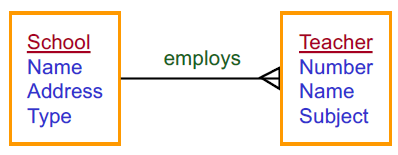 School
Name
Address
Type
employs
Teacher
Number
Name
Subject